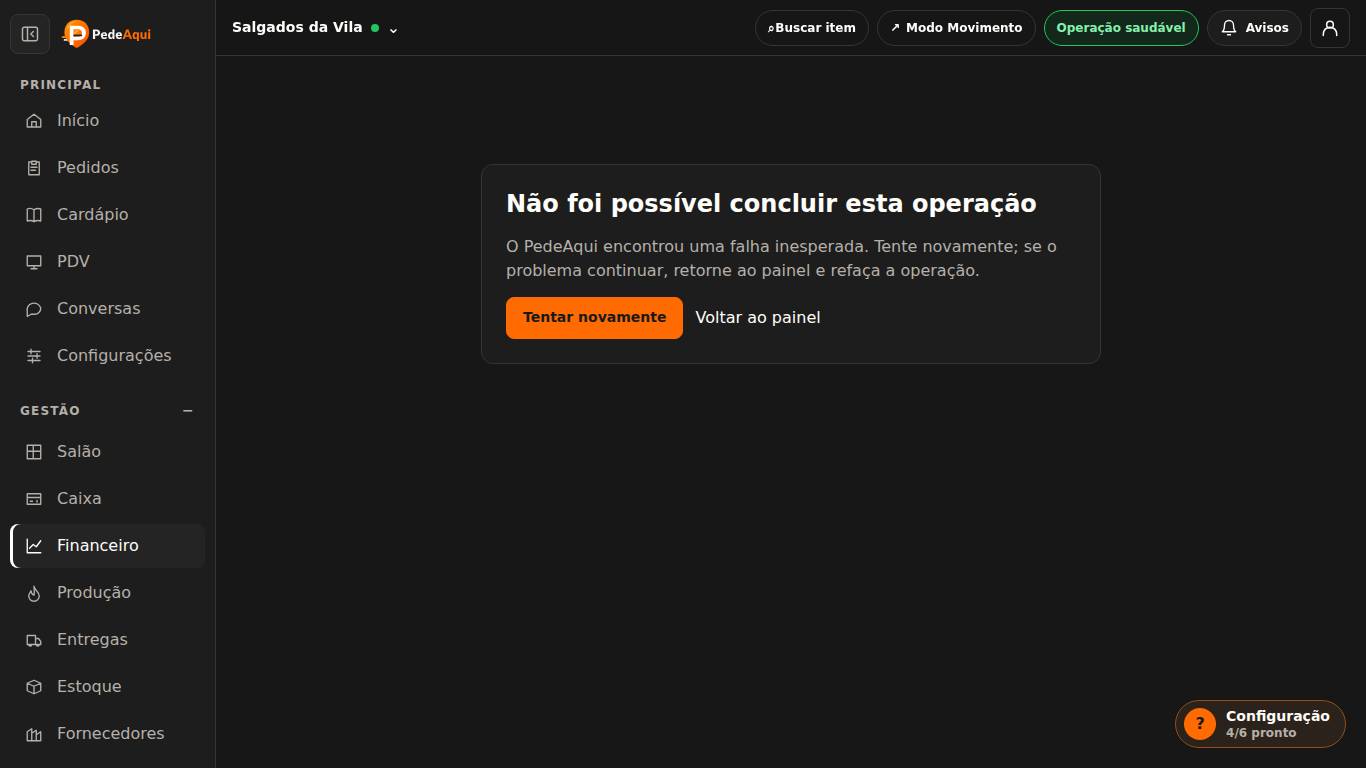 PedeAqui
PRINCIPAL
Início
Pedidos
Cardápio
PDV
Conversas
Configurações
GESTÃO
Salão
Caixa
Financeiro
Produção
Entregas
Estoque
Fornecedores
Salgados da Vila
Buscar item
Modo Movimento
Operação saudável
Avisos
Não foi possível concluir esta operação
O PedeAqui encontrou uma falha inesperada. Tente novamente; se o
problema continuar, retorne ao painel e refaça a operação.
Tentar novamente
Voltar ao painel
?
Configuração
4/6 pronto